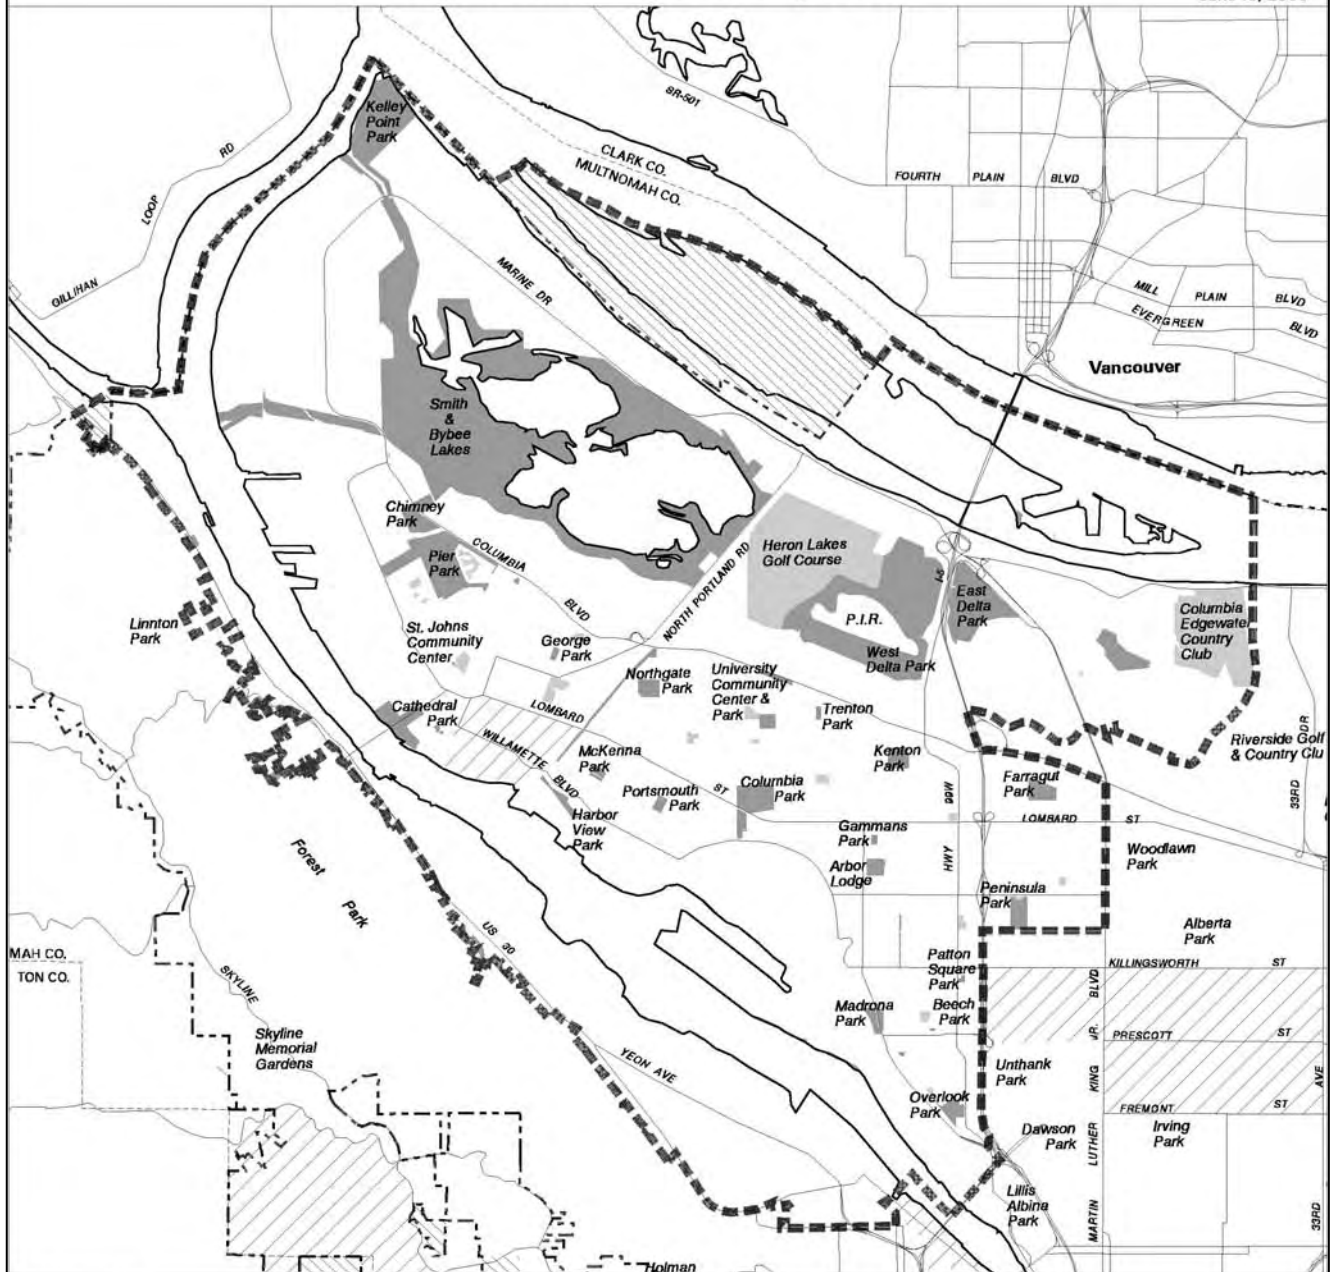 Kelley
Point
Park
SR-501
CLARK CO.
MULTNOMAH CO.
FOURTH PLAIN BLVD
LOOP RD
GILLIHAN
MARINE DR
MILL PLAIN BLVD
EVERGREEN BLVD
Vancouver
Smith
&
Bybee
Lakes
Chimney
Park
Pier
Park
COLUMBIA
BLVD
NORTH PORTLAND RD
Heron Lakes
Golf Course
P.I.R.
West
Delta Park
I-5
East
Delta
Park
Columbia
Edgewater
Country
Club
Linnton
Park
St. Johns
Community
Center
George
Park
Northgate
Park
University
Community
Center &
Park
Trenton
Park
Cathedral
Park
LOMBARD
ST
WILLAMETTE
BLVD
McKenna
Park
Portsmouth
Park
Columbia
Park
Kenton
Park
Harbor
View
Park
Riverside Golf
& Country Clu
33RD
DR
Farragut
Park
LOMBARD ST
HWY 99W
Gammans
Park
Arbor
Lodge
Woodlawn
Park
Peninsula
Park
Alberta
Park
Forest
Park
US 30
MAH CO.
TON CO.
SKYLINE
Patton
Square
Park
KILLINGSWORTH ST
Madrona
Park
Beech
Park
PRESCOTT ST
Skyline
Memorial
Gardens
YEON AVE
Unthank
Park
Overlook
Park
FREMONT ST
Dawson
Park
Irving
Park
Lillis
Albina
Park
MARTIN LUTHER KING JR. BLVD
33RD AVE
Holman